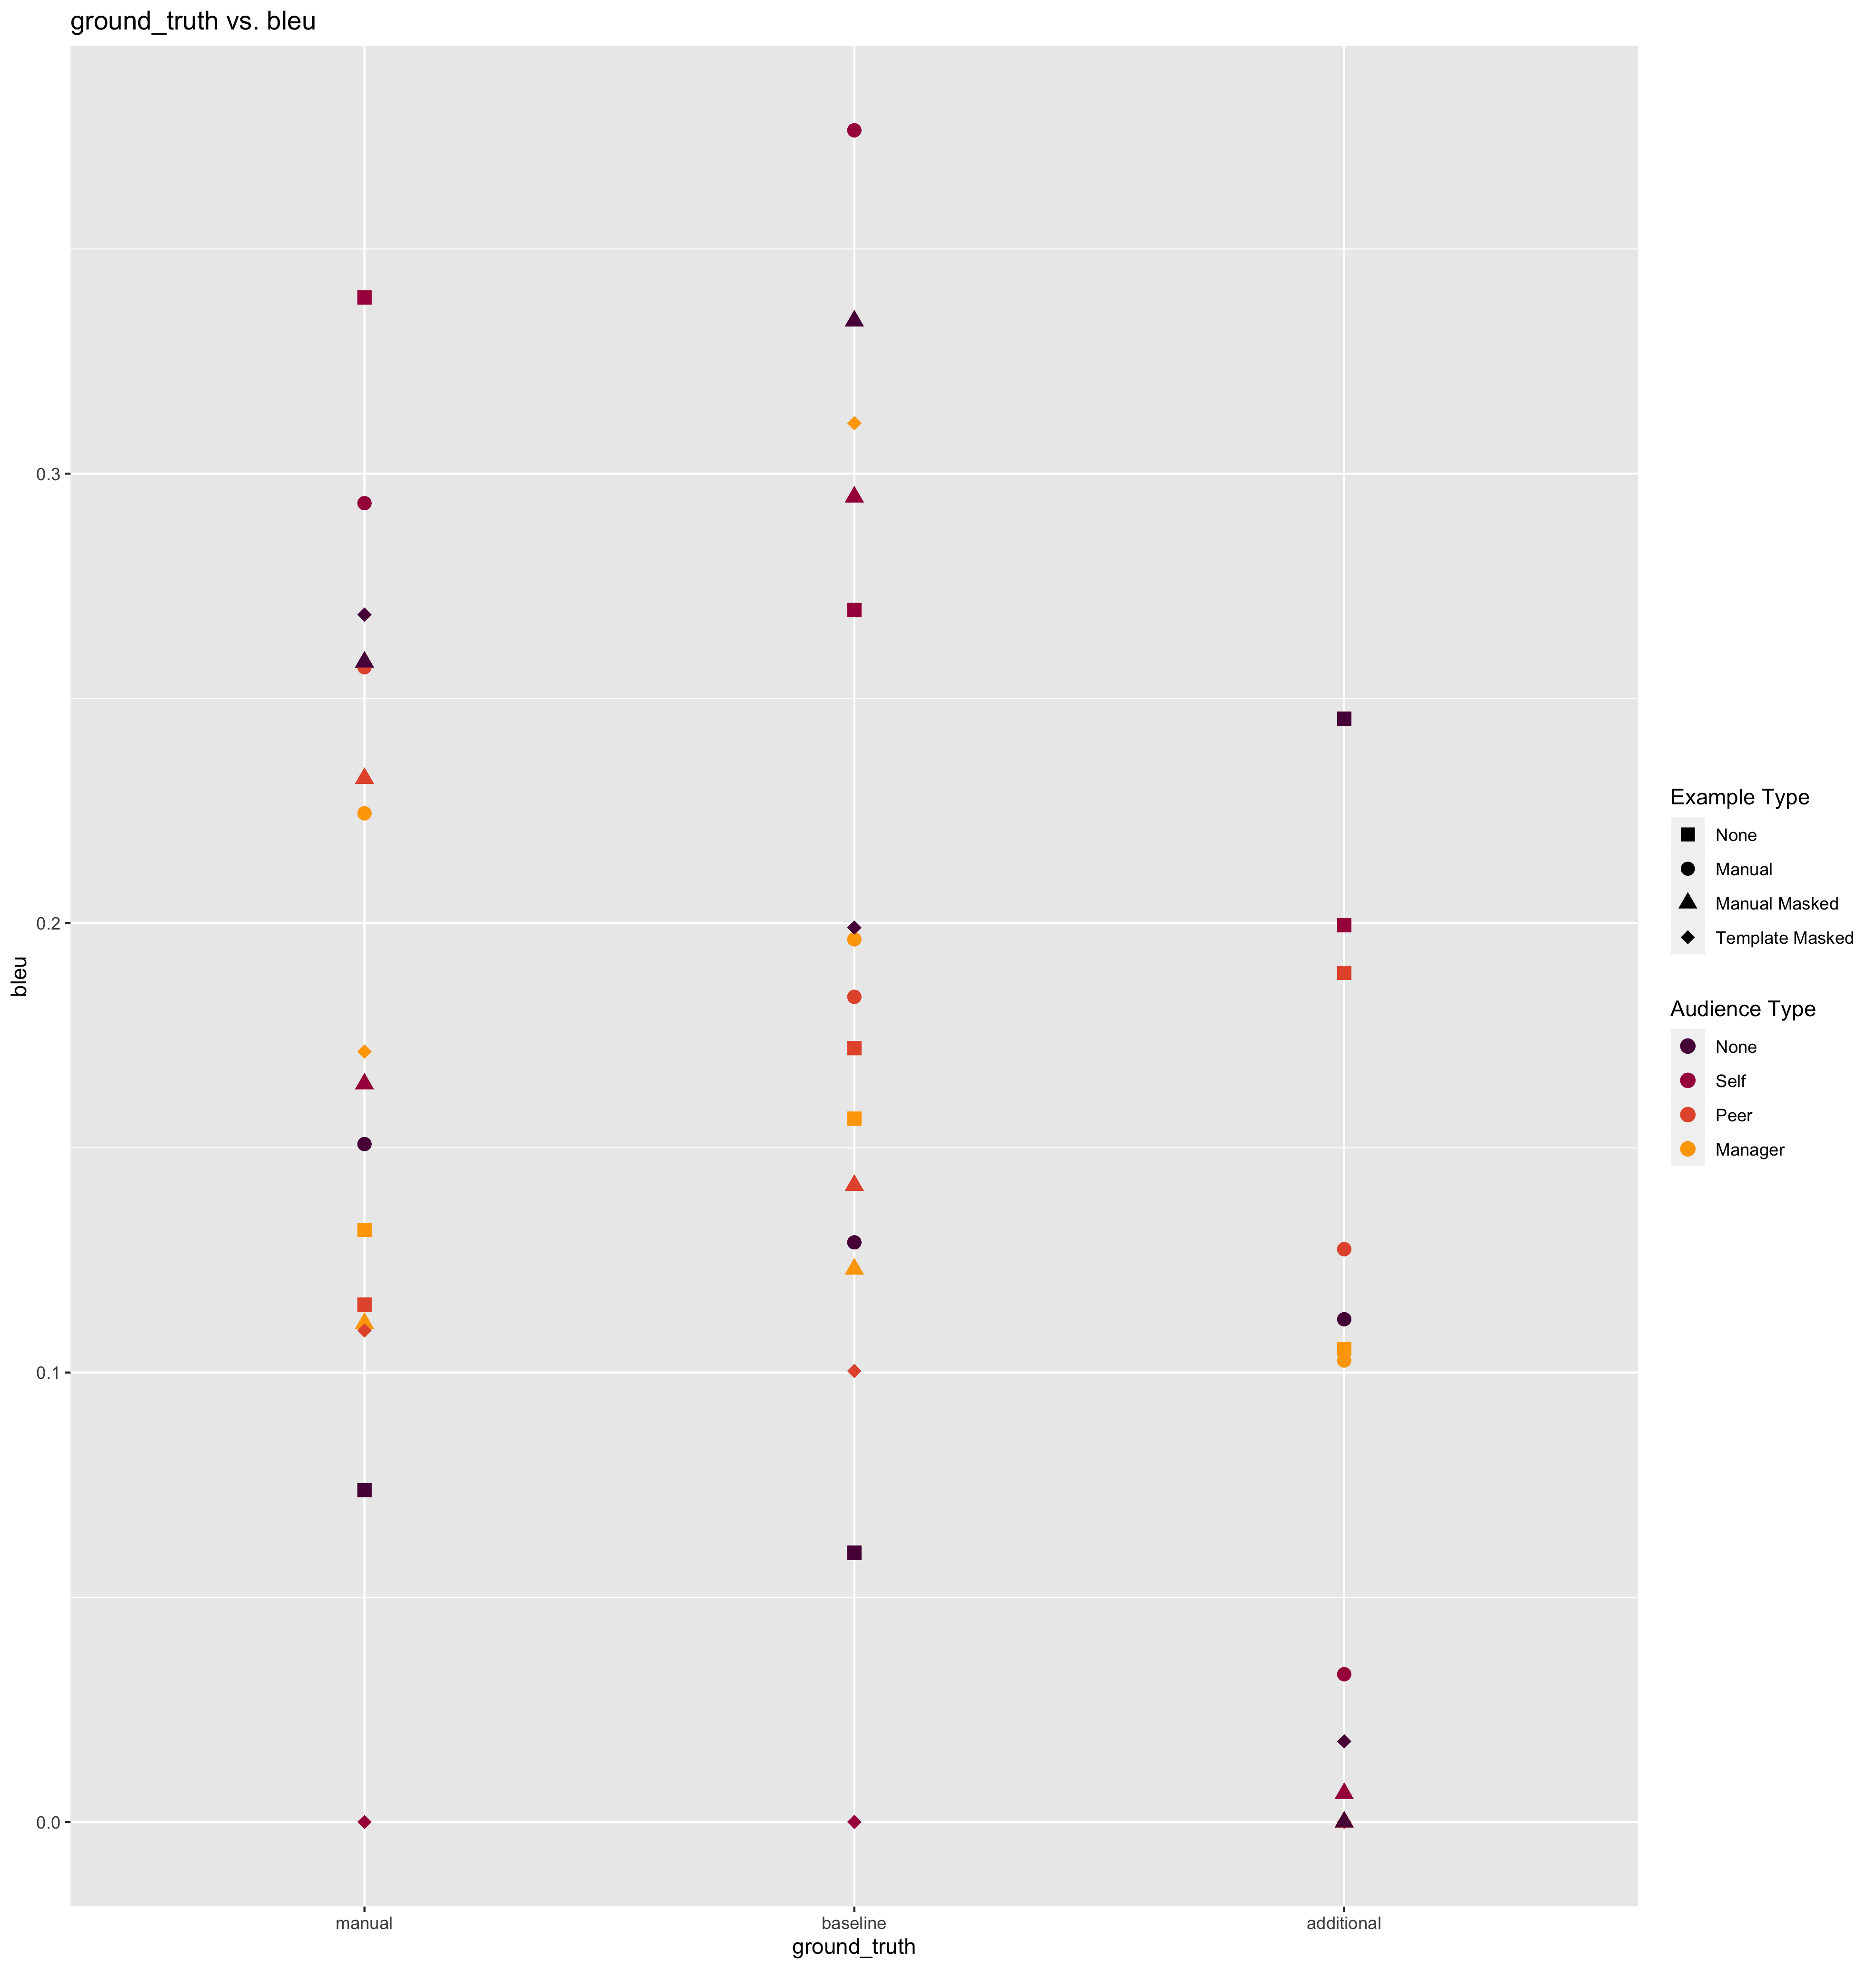 ground_truth vs. bleu
bleu
0.3
0.2
0.1
0.0
manual
baseline
additional
ground_truth
Example Type
None
Manual
Manual Masked
Template Masked
Audience Type
None
Self
Peer
Manager